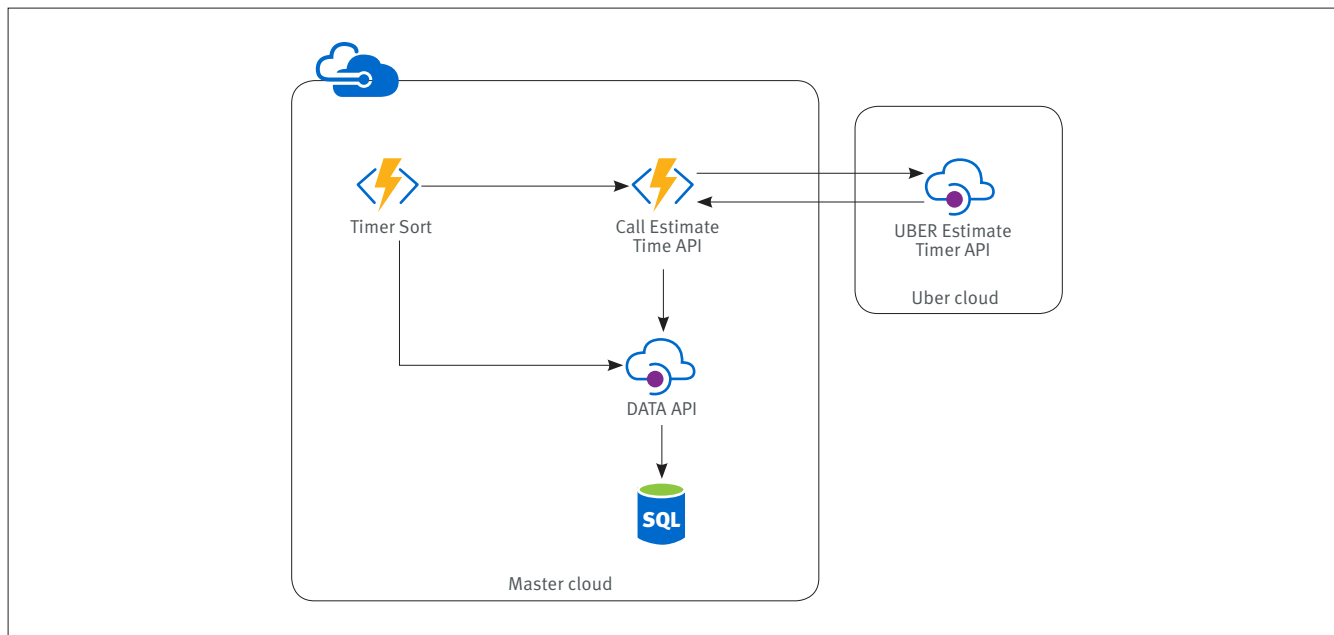 Timer Sort
Call Estimate
Time API
UBER Estimate
Timer API
Uber cloud
DATA API
SQL
Master cloud